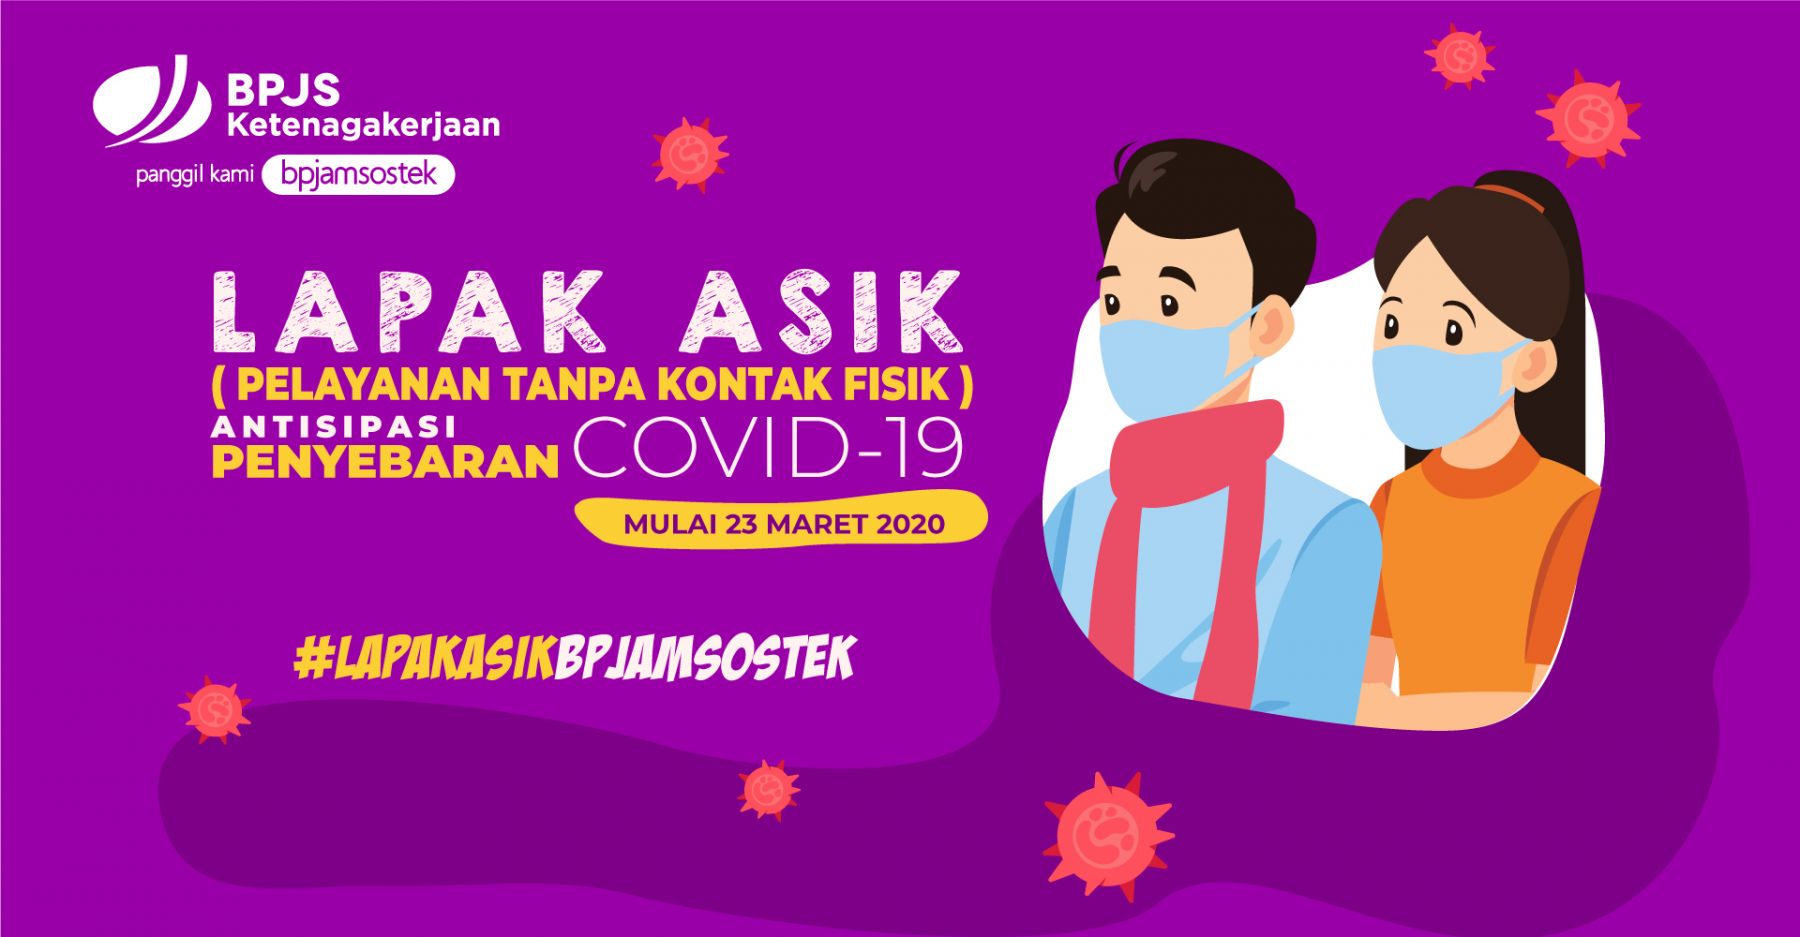 BPJS
Ketenagakerjaan
panggil kami bpjamsostek
LAPAK ASIK
( PELAYANAN TANPA KONTAK FISIK )
ANTISIPASI
PENYEBARAN COVID-19
MULAI 23 MARET 2020
#LAPAKASIKBPJAMSOSTEK